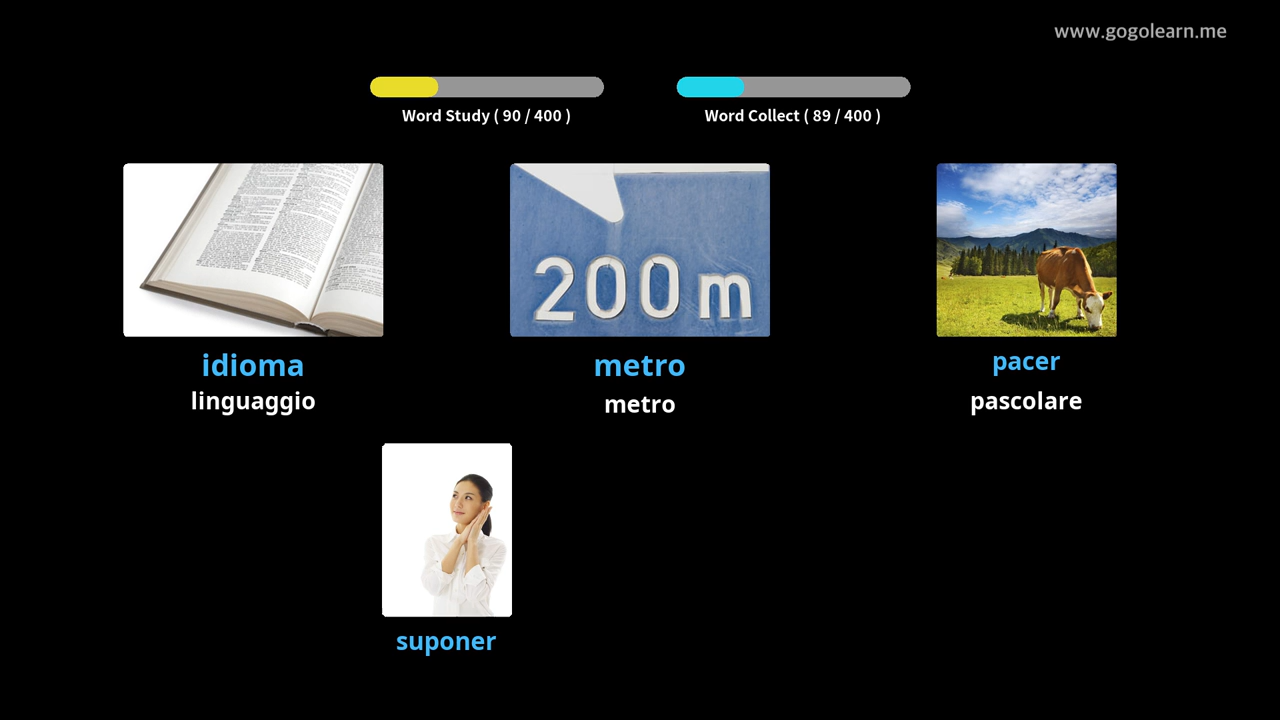 www.gogolearn.me
Word Study ( 90 / 400 )
Word Collect ( 89 / 400 )
200 m
idioma
linguaggio
metro
metro
pacer
pascolare
suponer